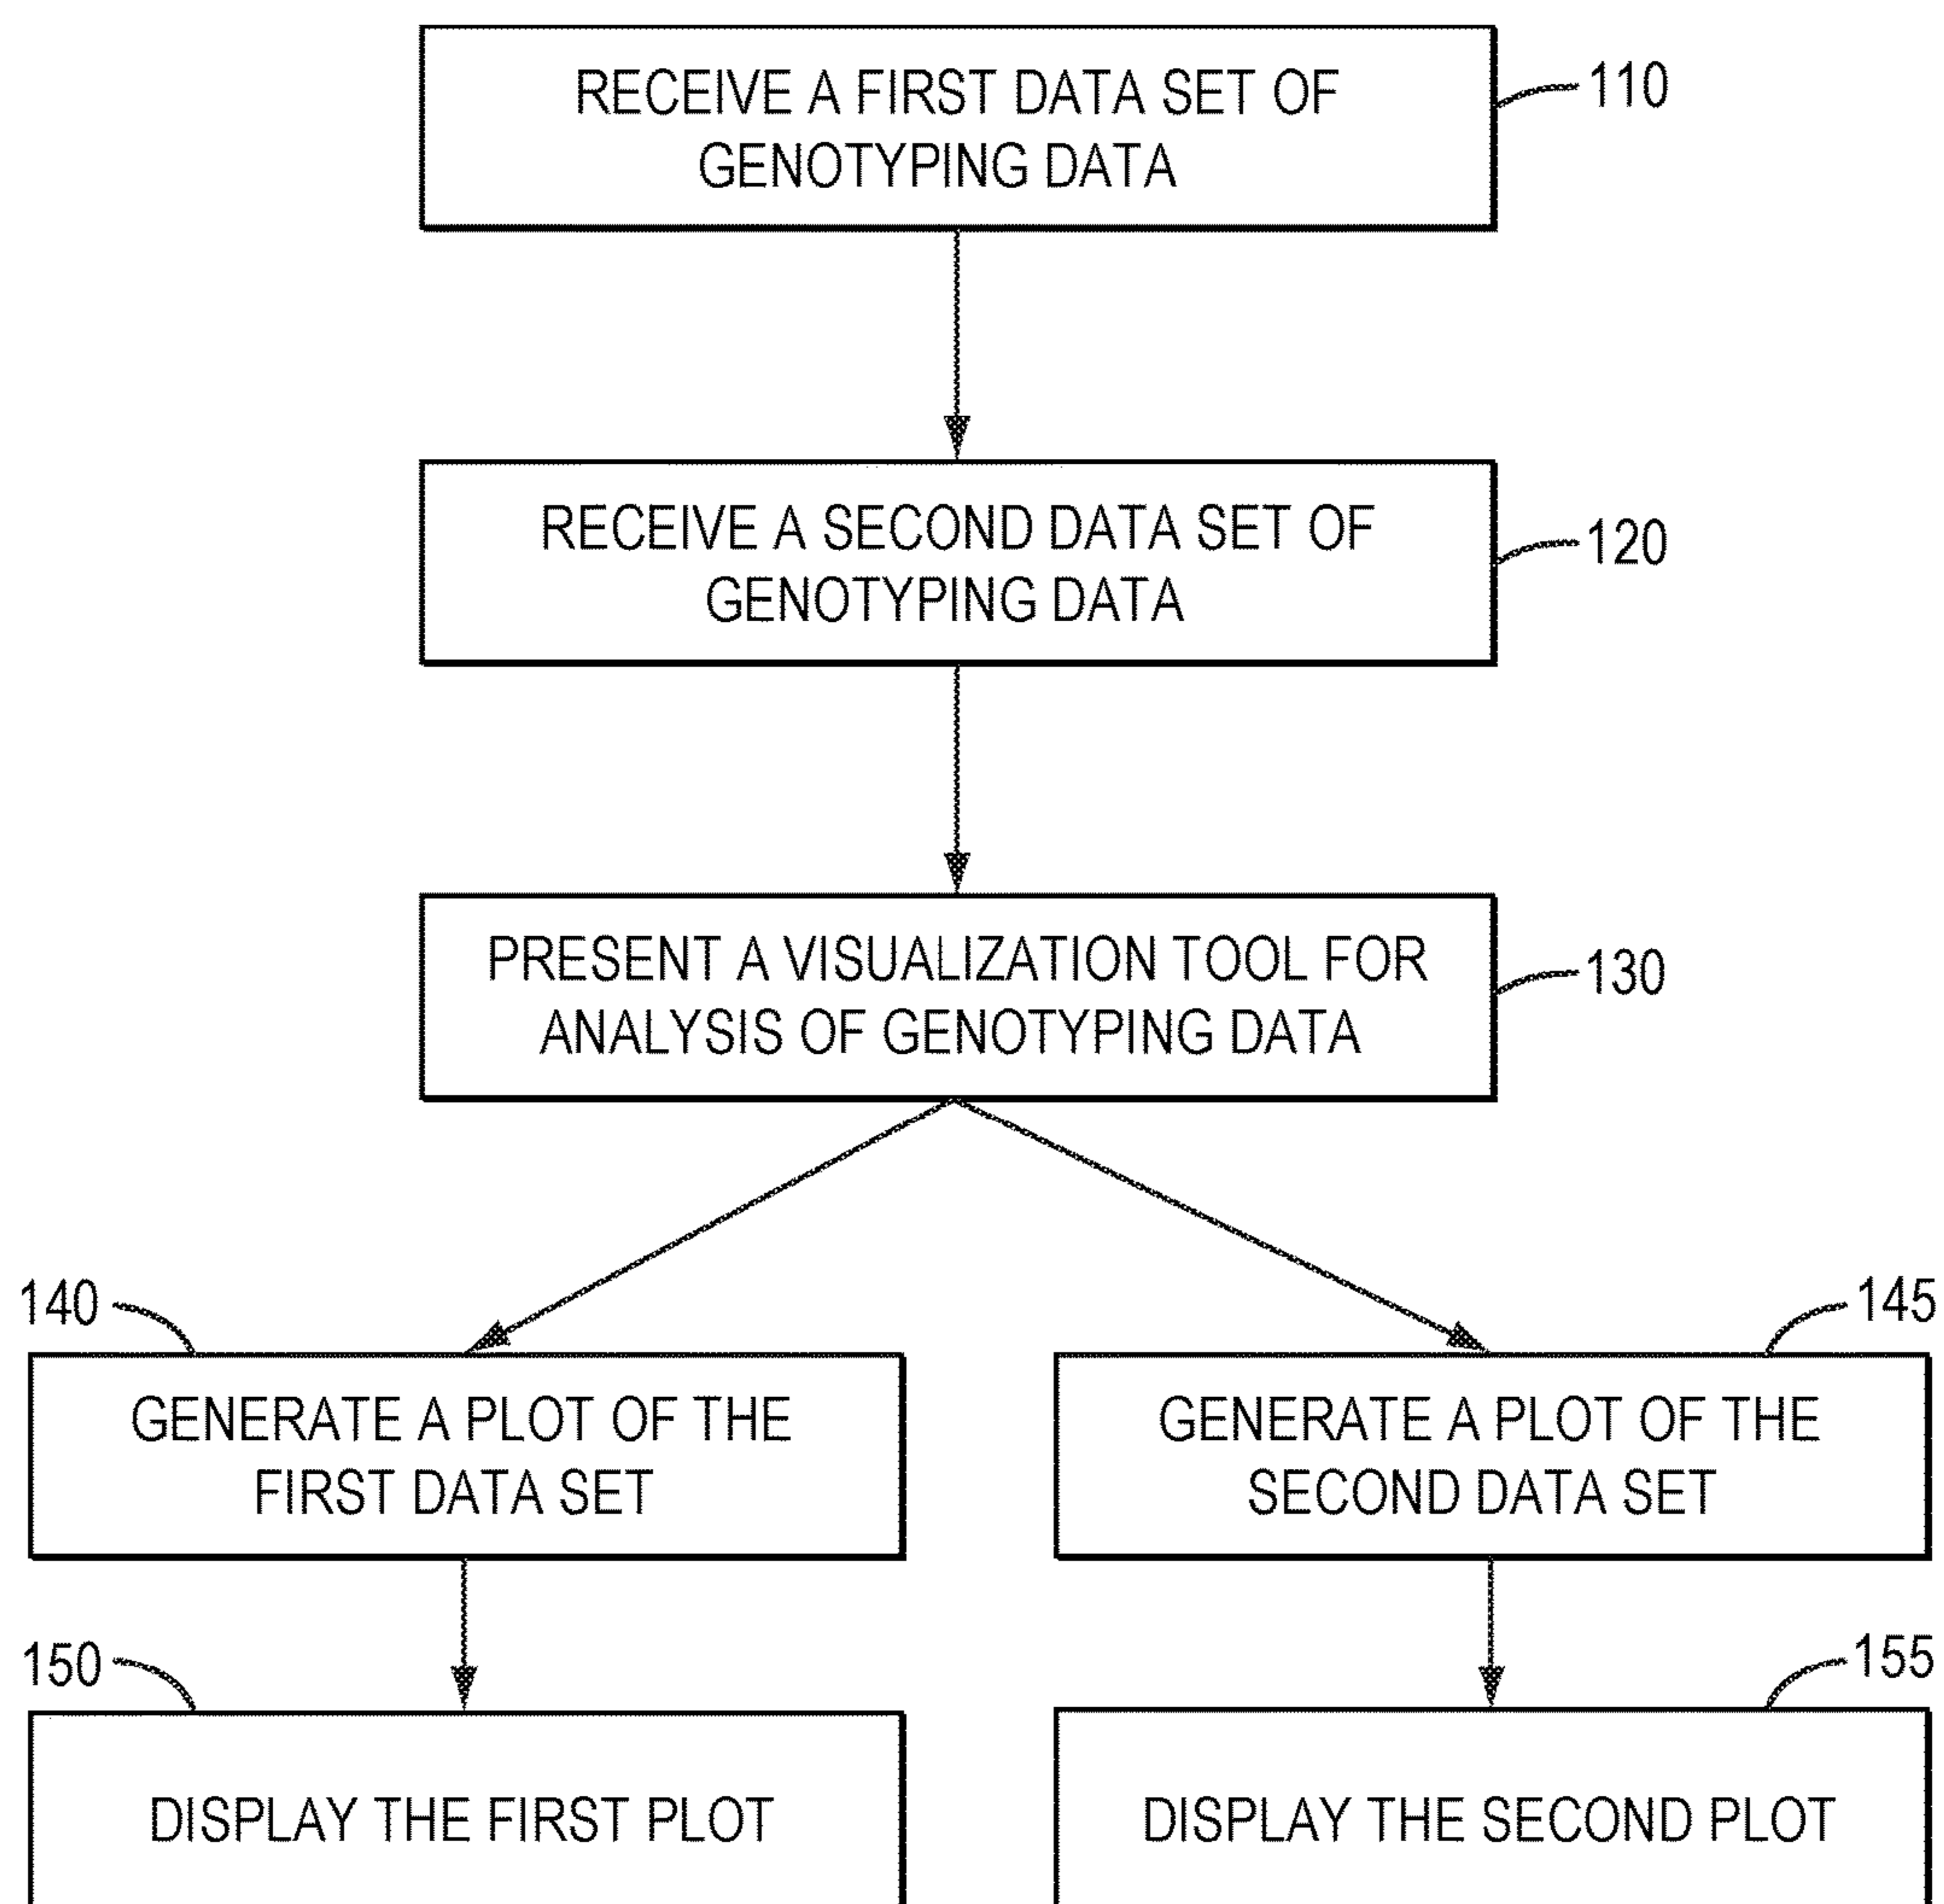 RECEIVE A FIRST DATA SET OF
GENOTYPING DATA
110
RECEIVE A SECOND DATA SET OF
GENOTYPING DATA
120
PRESENT A VISUALIZATION TOOL FOR
ANALYSIS OF GENOTYPING DATA
130
140
GENERATE A PLOT OF THE
FIRST DATA SET
145
GENERATE A PLOT OF THE
SECOND DATA SET
150
DISPLAY THE FIRST PLOT
155
DISPLAY THE SECOND PLOT